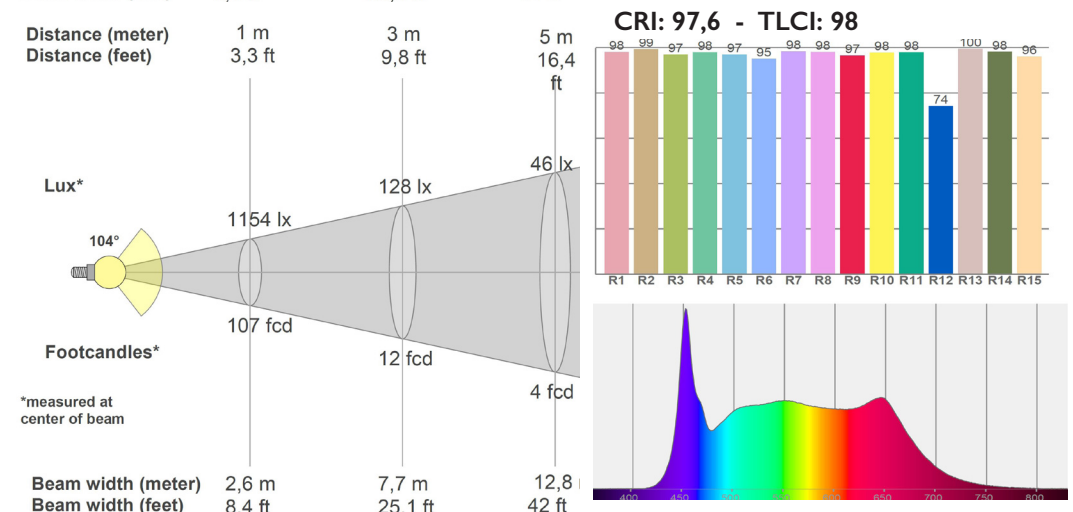 CRI: 97,6 - TLCI: 98
Distance (meter) 1 m 3 m 5 m
Distance (feet) 3,3 ft 9,8 ft 16,4 ft
Lux* 1154 lx 128 lx 46 lx
104°
107 fcd 12 fcd 4 fcd
Footcandles*
*measured at
center of beam
Beam width (meter) 2,6 m 7,7 m 12,8
Beam width (feet) 8,4 ft 25,1 ft 42 ft
98 99 97 98 97 95 98 98 97 98 98 74 100 98 96
R1 R2 R3 R4 R5 R6 R7 R8 R9 R10 R11 R12 R13 R14 R15
400 450 500 550 600 650 700 750 800